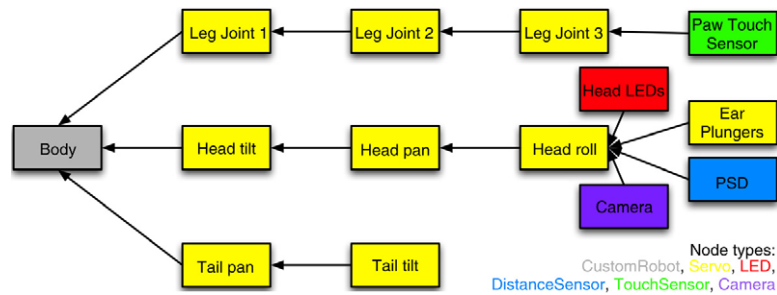 Leg Joint 1
Leg Joint 2
Leg Joint 3
Paw Touch
Sensor
Head LEDs
Ear
Plungers
Body
Head tilt
Head pan
Head roll
PSD
Camera
Tail pan
Tail tilt
Node types:
CustomRobot, Servo, LED,
DistanceSensor, TouchSensor, Camera